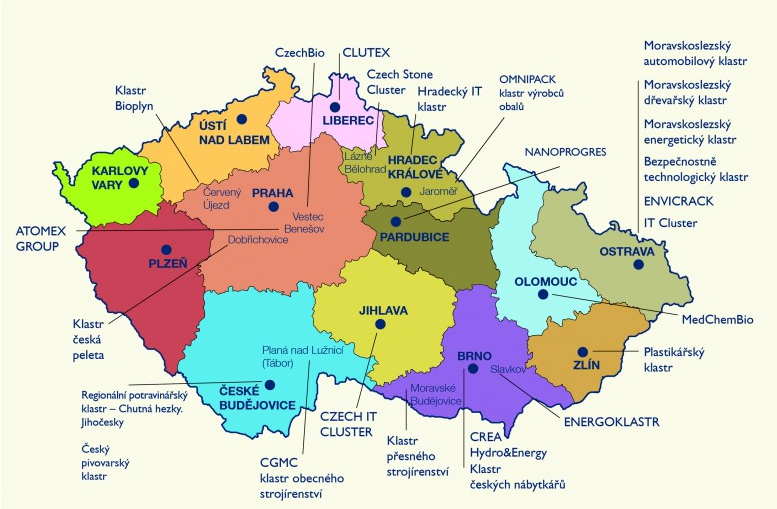 CzechBio
CLUTEX
Moravskoslezský
automobilový klastr
Czech Stone
Cluster
OMNIPACK
klastr výrobců
obalů
Moravskoslezský
dřevařský klastr
Klastr
Bioplyn
Hradecký IT
klastr
Moravskoslezský
energetický klastr
LIBEREC
ÚSTÍ
NAD LABEM
NANOPROGRES
Bezpečnostně
technologický klastr
Lázně
Bělohrad
HRADEC
KRÁLOVÉ
KARLOVY
VARY
Červený
Újezd
PRAHA
Jaroměř
ENVICRACK
IT Cluster
Vestec
Benešov
ATOMEX
GROUP
Dobřichovice
PARDUBICE
PLZEŇ
OSTRAVA
OLOMOUC
JIHLAVA
MedChemBio
Klastr
česká
peleta
Planá nad Lužnicí
(Tábor)
BRNO
Slavkov
ZLÍN
Plastikářský
klastr
Regionální potravinářský
klastr – Chutná hezky.
Jihočesky
ČESKÉ
BUDĚJOVICE
Moravské
Budějovice
CZECH IT
CLUSTER
ENERGOKLASTR
Český
pivovarský
klastr
CGMC
klastr obecného
strojírenství
Klastr
přesného
strojírenství
CREA
Hydro&Energy
Klastr
českých nábytkářů